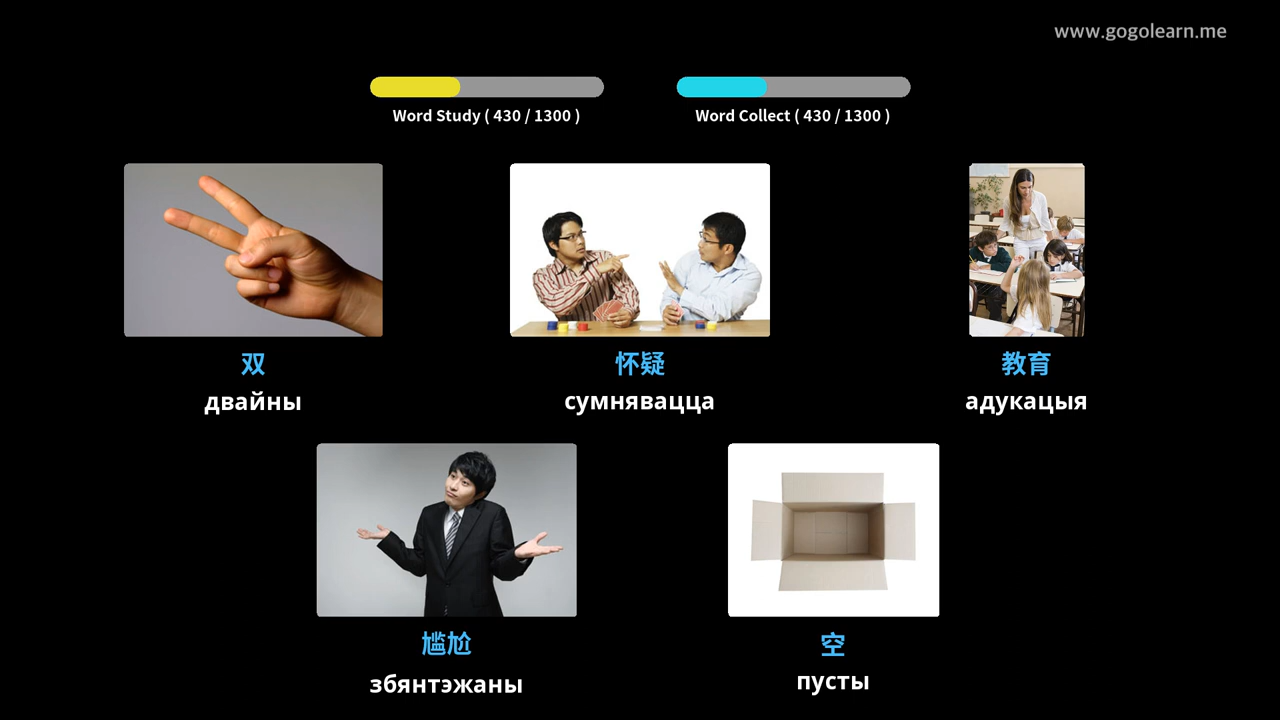 www.gogolearn.me
Word Study ( 430 / 1300 )
Word Collect ( 430 / 1300 )
双
двайны
怀疑
сумнявацца
教育
адукацыя
尴尬
збянтэжаны
空
пусты